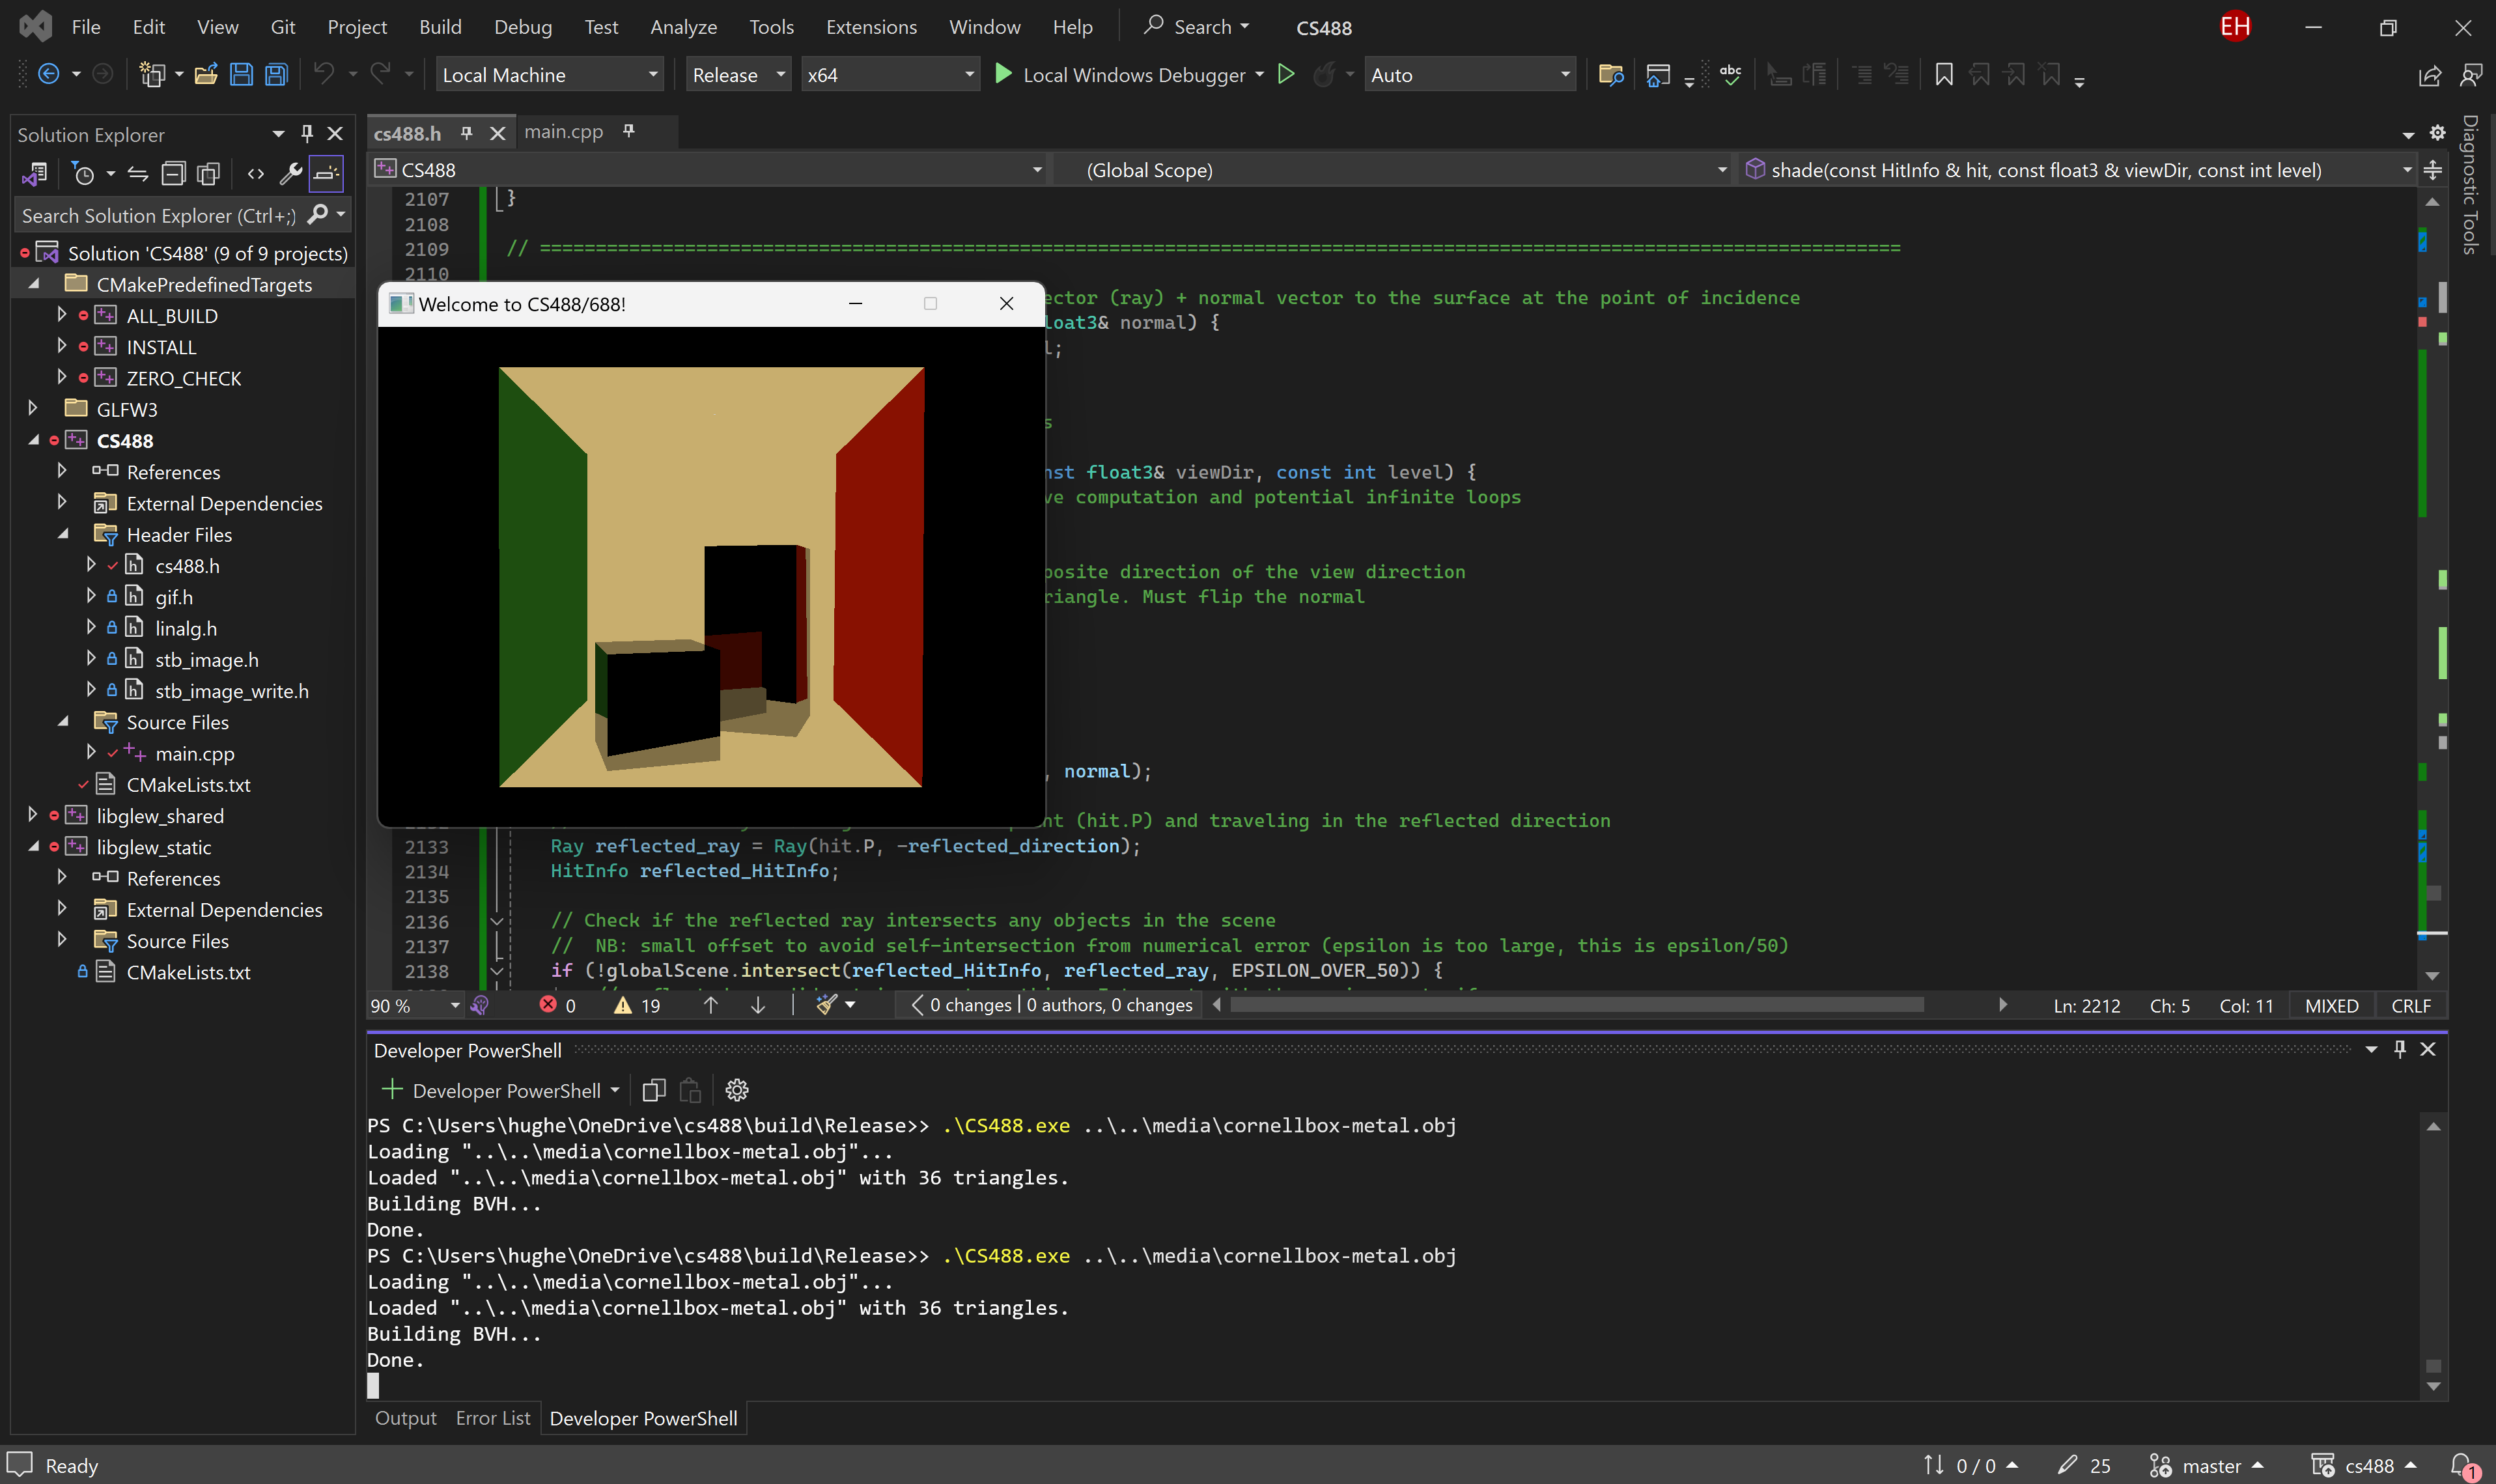 File Edit View Git Project Build Debug Test Analyze Tools Extensions Window Help Search CS488 EH
Local Machine Release x64 Local Windows Debugger Auto
Solution Explorer
Search Solution Explorer (Ctrl+;)
Solution 'CS488' (9 of 9 projects)
CMakePredefinedTargets
ALL_BUILD
INSTALL
ZERO_CHECK
GLFW3
CS488
References
External Dependencies
Header Files
cs488.h
gif.h
linalg.h
stb_image.h
stb_image_write.h
Source Files
main.cpp
CMakeLists.txt
libglew_shared
libglew_static
References
External Dependencies
Source Files
CMakeLists.txt
cs488.h main.cpp
CS488 (Global Scope) shade(const HitInfo & hit, const float3 & viewDir, const int level)
2107 }
2108
2109 // ==========================================================================================================================
2110
Welcome to CS488/688!
ector (ray) + normal vector to the surface at the point of incidence
loat3& normal) {
l;
s
nst float3& viewDir, const int level) {
ve computation and potential infinite loops
posite direction of the view direction
riangle. Must flip the normal
, normal);
nt (hit.P) and traveling in the reflected direction
2133 Ray reflected_ray = Ray(hit.P, -reflected_direction);
2134 HitInfo reflected_HitInfo;
2135
2136 // Check if the reflected ray intersects any objects in the scene
2137 //  NB: small offset to avoid self-intersection from numerical error (epsilon is too large, this is epsilon/50)
2138 if (!globalScene.intersect(reflected_HitInfo, reflected_ray, EPSILON_OVER_50)) {
90 % 0 19 0 changes | 0 authors, 0 changes Ln: 2212 Ch: 5 Col: 11 MIXED CRLF
Developer PowerShell
Developer PowerShell
PS C:\Users\hughe\OneDrive\cs488\build\Release>> .\CS488.exe ..\..\media\cornellbox-metal.obj
Loading "..\..\media\cornellbox-metal.obj"...
Loaded "..\..\media\cornellbox-metal.obj" with 36 triangles.
Building BVH...
Done.
PS C:\Users\hughe\OneDrive\cs488\build\Release>> .\CS488.exe ..\..\media\cornellbox-metal.obj
Loading "..\..\media\cornellbox-metal.obj"...
Loaded "..\..\media\cornellbox-metal.obj" with 36 triangles.
Building BVH...
Done.
Output Error List Developer PowerShell
Diagnostic Tools
Ready 0 / 0 25 master cs488 1